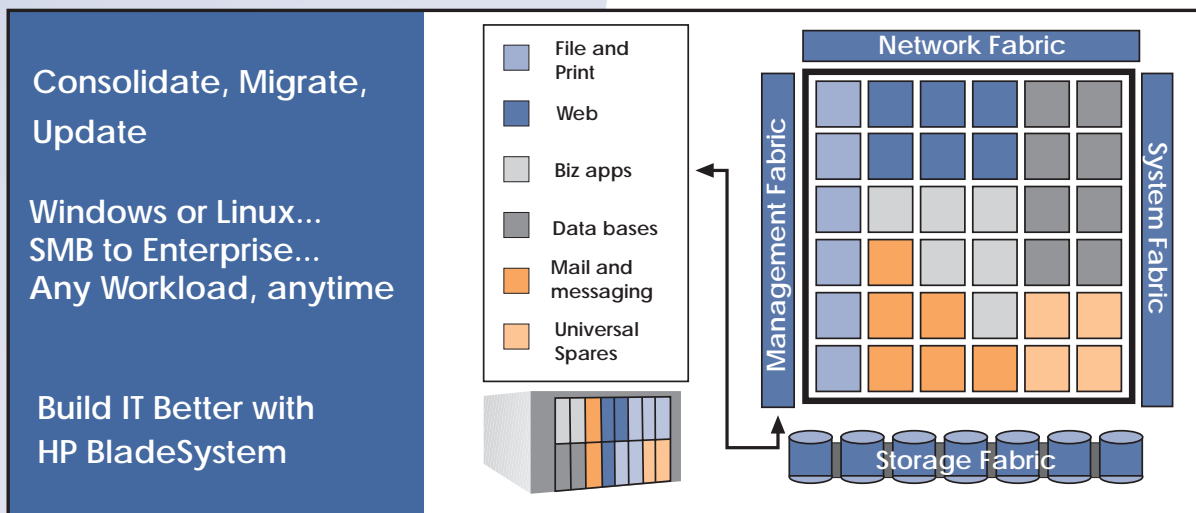 Consolidate, Migrate,
Update
Windows or Linux...
SMB to Enterprise...
Any Workload, anytime
Build IT Better with
HP BladeSystem
File and
Print
Web
Biz apps
Data bases
Mail and
messaging
Universal
Spares
Network Fabric
Management Fabric
System Fabric
Storage Fabric